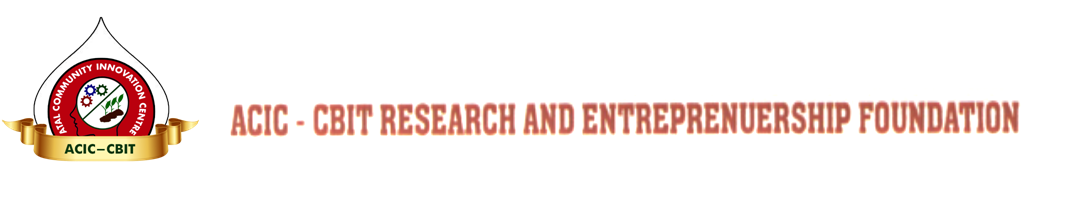 ATAL COMMUNITY INNOVATION CENTRE
ACIC-CBIT
ACIC - CBIT RESEARCH AND ENTREPRENUERSHIP FOUNDATION